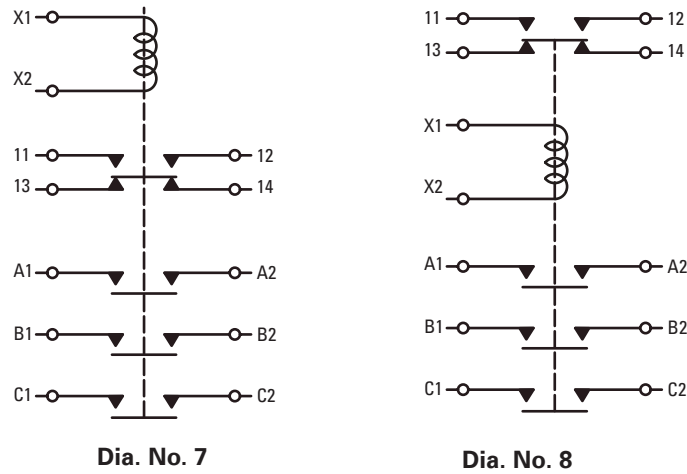 X1
X2
11 12
13 14
A1 A2
B1 B2
C1 C2
Dia. No. 7
11 12
13 14
X1
X2
A1 A2
B1 B2
C1 C2
Dia. No. 8